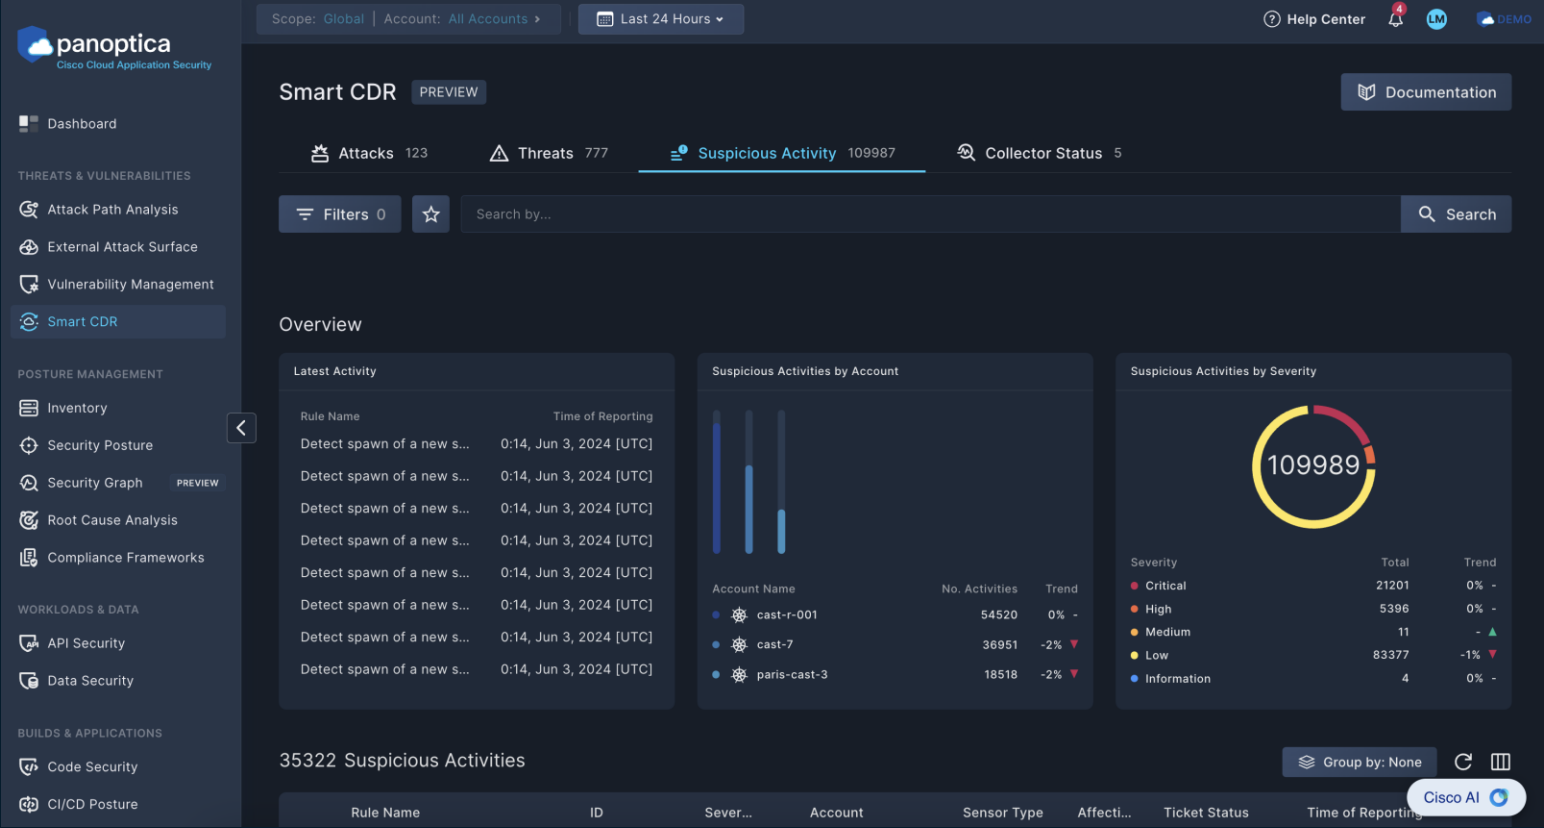 panoptica
Cisco Cloud Application Security
Dashboard
THREATS & VULNERABILITIES
Attack Path Analysis
External Attack Surface
Vulnerability Management
Smart CDR
POSTURE MANAGEMENT
Inventory
Security Posture
Security Graph PREVIEW
Root Cause Analysis
Compliance Frameworks
WORKLOADS & DATA
API Security
Data Security
BUILDS & APPLICATIONS
Code Security
CI/CD Posture
Scope: Global | Account: All Accounts >
Last 24 Hours
Help Center
4
LM
DEMO
Smart CDR PREVIEW
Documentation
Attacks 123
Threats 777
Suspicious Activity 109987
Collector Status 5
Filters 0
Search by...
Search
Overview
Latest Activity
Rule Name Time of Reporting
Detect spawn of a new s... 0:14, Jun 3, 2024 [UTC]
Detect spawn of a new s... 0:14, Jun 3, 2024 [UTC]
Detect spawn of a new s... 0:14, Jun 3, 2024 [UTC]
Detect spawn of a new s... 0:14, Jun 3, 2024 [UTC]
Detect spawn of a new s... 0:14, Jun 3, 2024 [UTC]
Detect spawn of a new s... 0:14, Jun 3, 2024 [UTC]
Detect spawn of a new s... 0:14, Jun 3, 2024 [UTC]
Detect spawn of a new s... 0:14, Jun 3, 2024 [UTC]
Suspicious Activities by Account
Account Name No. Activities Trend
cast-r-001 54520 0% -
cast-7 36951 -2%
paris-cast-3 18518 -2%
Suspicious Activities by Severity
109989
Severity Total Trend
Critical 21201 0% -
High 5396 0% -
Medium 11 -
Low 83377 -1%
Information 4 0% -
35322 Suspicious Activities
Group by: None
Cisco AI
Rule Name ID Sever... Account Sensor Type Affecti... Ticket Status Time of Reporting